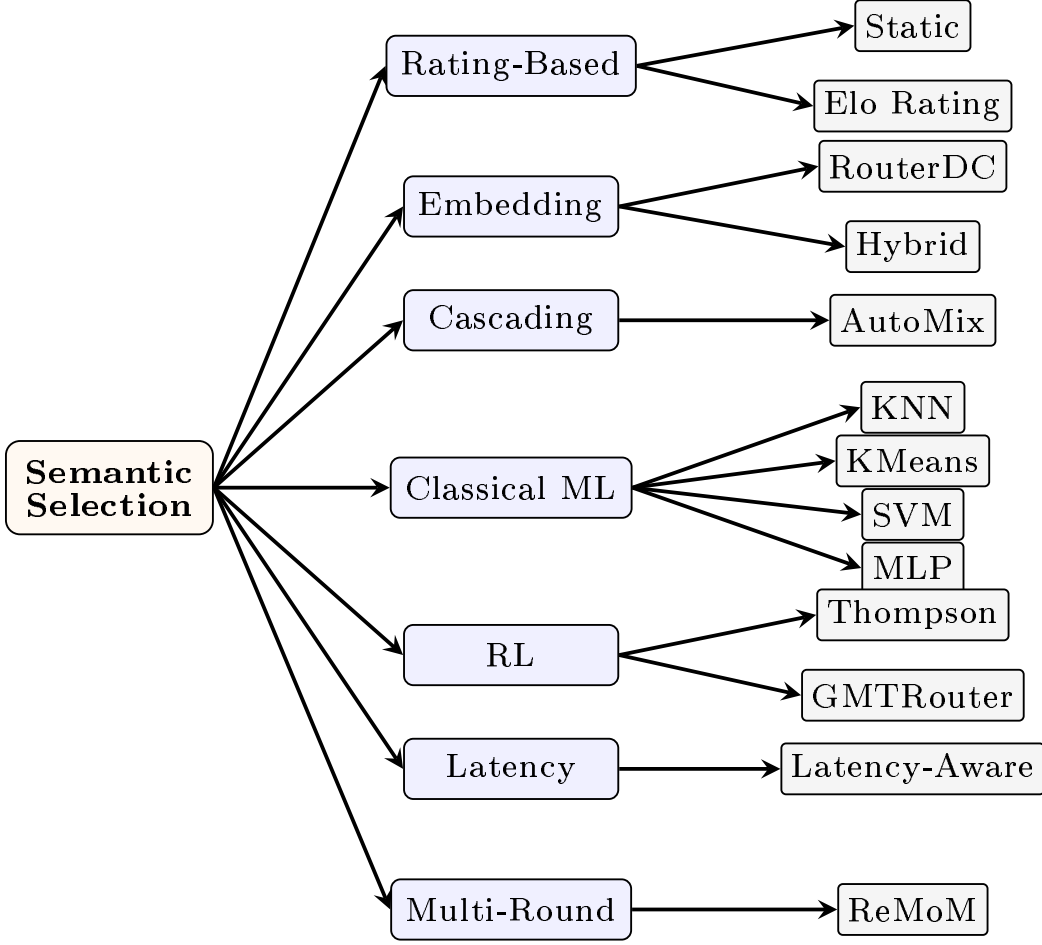 Static
Rating-Based
Elo Rating
RouterDC
Embedding
Hybrid
Cascading
AutoMix
KNN
KMeans
Semantic
Selection
Classical ML
SVM
MLP
Thompson
RL
GMTRouter
Latency
Latency-Aware
Multi-Round
ReMoM